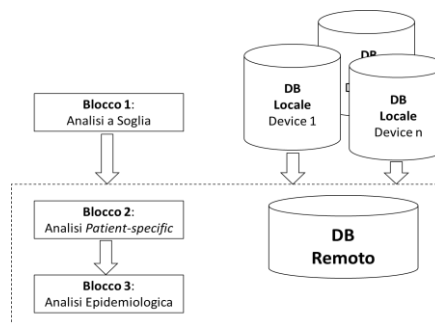 Blocco 1:
Analisi a Soglia
Blocco 2:
Analisi Patient-specific
Blocco 3:
Analisi Epidemiologica
DB
DB
Locale
Device 1
DB
Locale
Device n
DB
Remoto